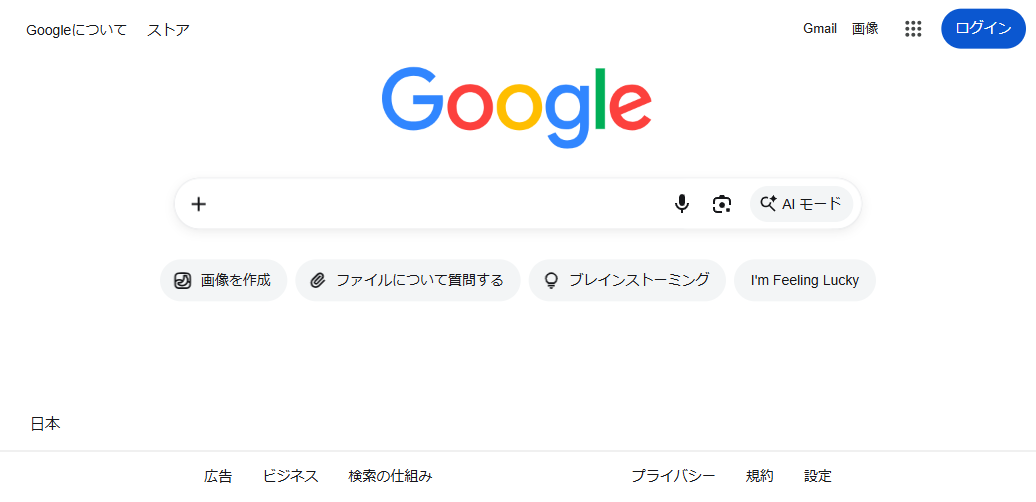 Googleについて ストア Gmail 画像 ログイン
Google
AI モード
画像を作成 ファイルについて質問する ブレインストーミング I'm Feeling Lucky
日本
広告 ビジネス 検索の仕組み プライバシー 規約 設定